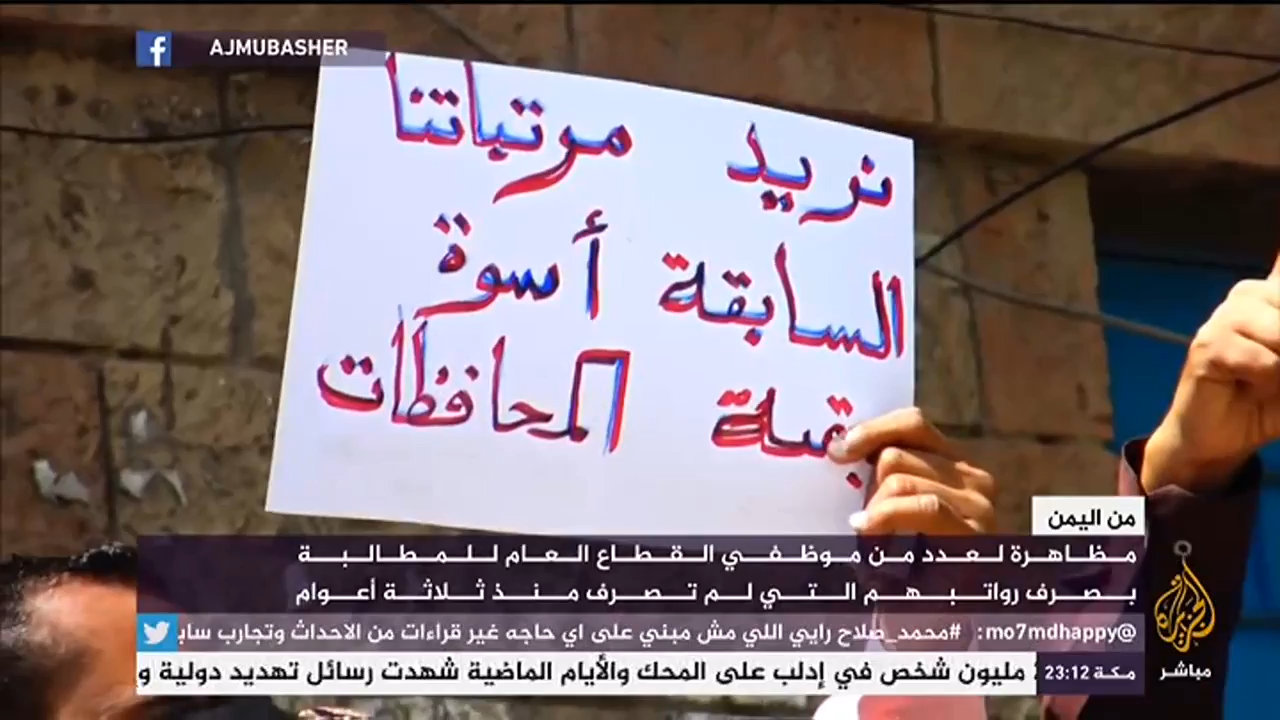 AJMUBASHER
نريد مرتباتنا
السابقة أسوة
بقية المحافظات
من اليمن
مظاهرة لعدد من موظفي القطاع العام للمطالبة
بصرف رواتبهم التي لم تصرف منذ ثلاثة أعوام
@mo7mdhappy: #محمد_صلاح رايي اللي مش مبني على اي حاجه غير قراءات من الاحداث وتجارب ساب
مليون شخص في إدلب على المحك والأيام الماضية شهدت رسائل تهديد دولية و
مكة 23:12
الجزيرة
مباشر